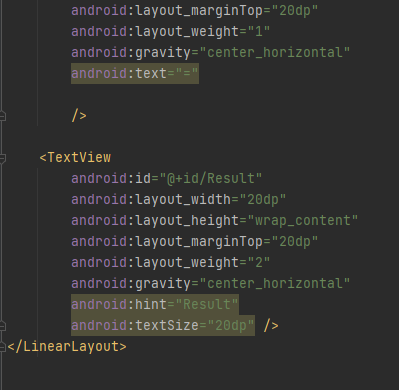 android:layout_marginTop="20dp"
android:layout_weight="1"
android:gravity="center_horizontal"
android:text="="
/>
<TextView
android:id="@+id/Result"
android:layout_width="20dp"
android:layout_height="wrap_content"
android:layout_marginTop="20dp"
android:layout_weight="2"
android:gravity="center_horizontal"
android:hint="Result"
android:textSize="20dp" />
</LinearLayout>